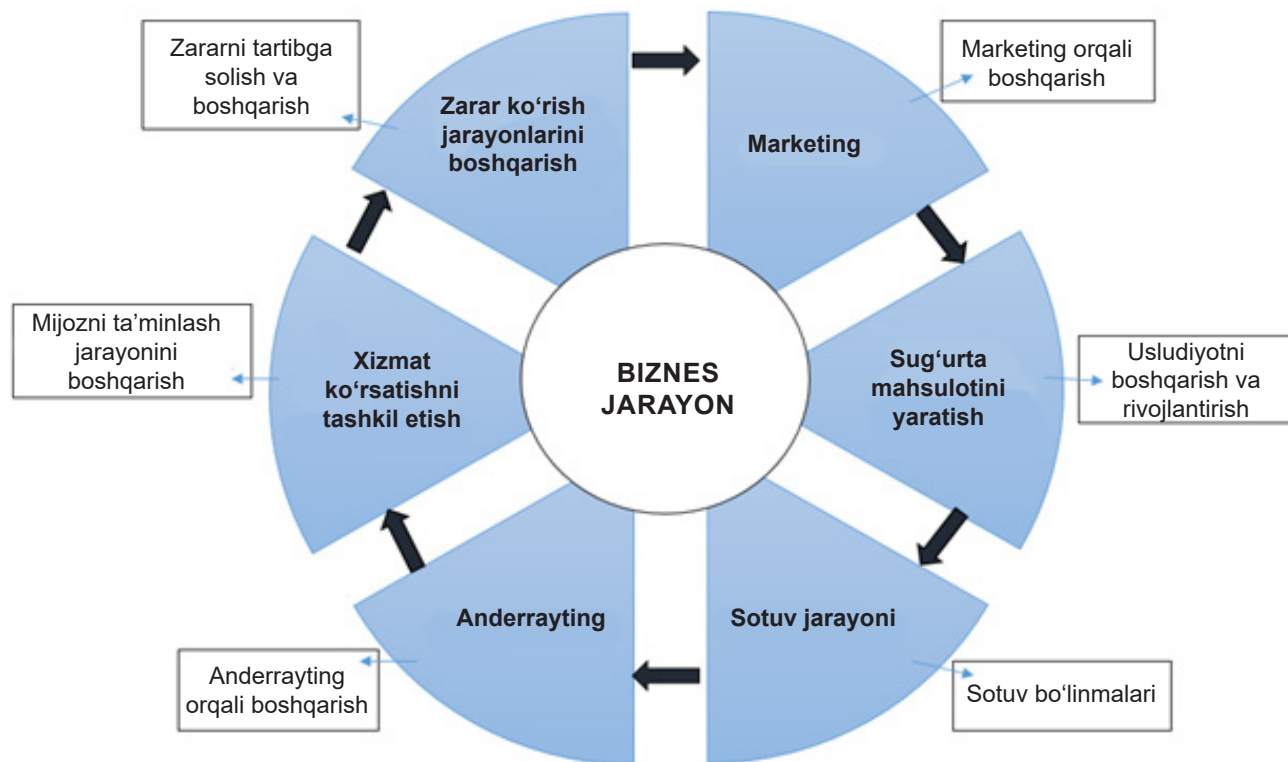 Zararni tartibga
solish va
boshqarish
Zarar ko‘rish
jarayonlarini
boshqarish
Marketing
Marketing orqali
boshqarish
Mijozni ta’minlash
jarayonini
boshqarish
Xizmat
ko‘rsatishni
tashkil etish
BIZNES
JARAYON
Sug‘urta
mahsulotini
yaratish
Usludiyotni
boshqarish va
rivojlantirish
Anderrayting
Sotuv jarayoni
Anderrayting
orqali boshqarish
Sotuv bo‘linmalari